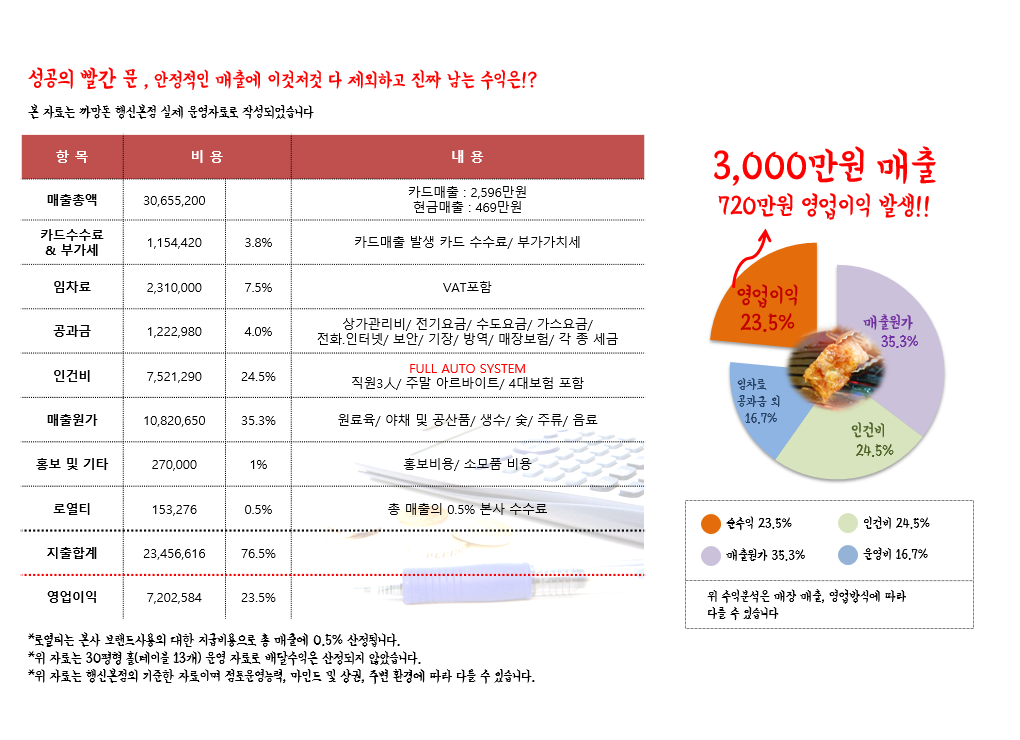 성공의 빨간 문 , 안정적인 매출에 이것저것 다 제외하고 진짜 남는 수익은!?
본 자료는 까망돈 행신본점 실제 운영자료로 작성되었습니다
항 목 비 용 내 용
매출총액 30,655,200 카드매출 : 2,596만원
현금매출 : 469만원
카드수수료
& 부가세 1,154,420 3.8% 카드매출 발생 카드 수수료/ 부가가치세
임차료 2,310,000 7.5% VAT포함
공과금 1,222,980 4.0% 상가관리비/ 전기요금/ 수도요금/ 가스요금/
전화.인터넷/ 보안/ 기장/ 방역/ 매장보험/ 각 종 세금
인건비 7,521,290 24.5% FULL AUTO SYSTEM
직원3人/ 주말 아르바이트/ 4대보험 포함
매출원가 10,820,650 35.3% 원료육/ 야채 및 공산품/ 생수/ 숯/ 주류/ 음료
홍보 및 기타 270,000 1% 홍보비용/ 소모품 비용
로열티 153,276 0.5% 총 매출의 0.5% 본사 수수료
지출합계 23,456,616 76.5%
영업이익 7,202,584 23.5%
*로열티는 본사 브랜드사용의 대한 지급비용으로 총 매출에 0.5% 산정됩니다.
*위 자료는 30평형 홀(테이블 13개) 운영 자료로 배달수익은 산정되지 않았습니다.
*위 자료는 행신본점의 기준한 자료이며 점포운영능력, 마인드 및 상권, 주변 환경에 따라 다를 수 있습니다.
3,000만원 매출
720만원 영업이익 발생!!
영업이익
23.5%
매출원가
35.3%
임차료
공과금 외
16.7%
인건비
24.5%
순수익 23.5% 인건비 24.5%
매출원가 35.3% 운영비 16.7%
위 수익분석은 매장 매출, 영업방식에 따라
다를 수 있습니다